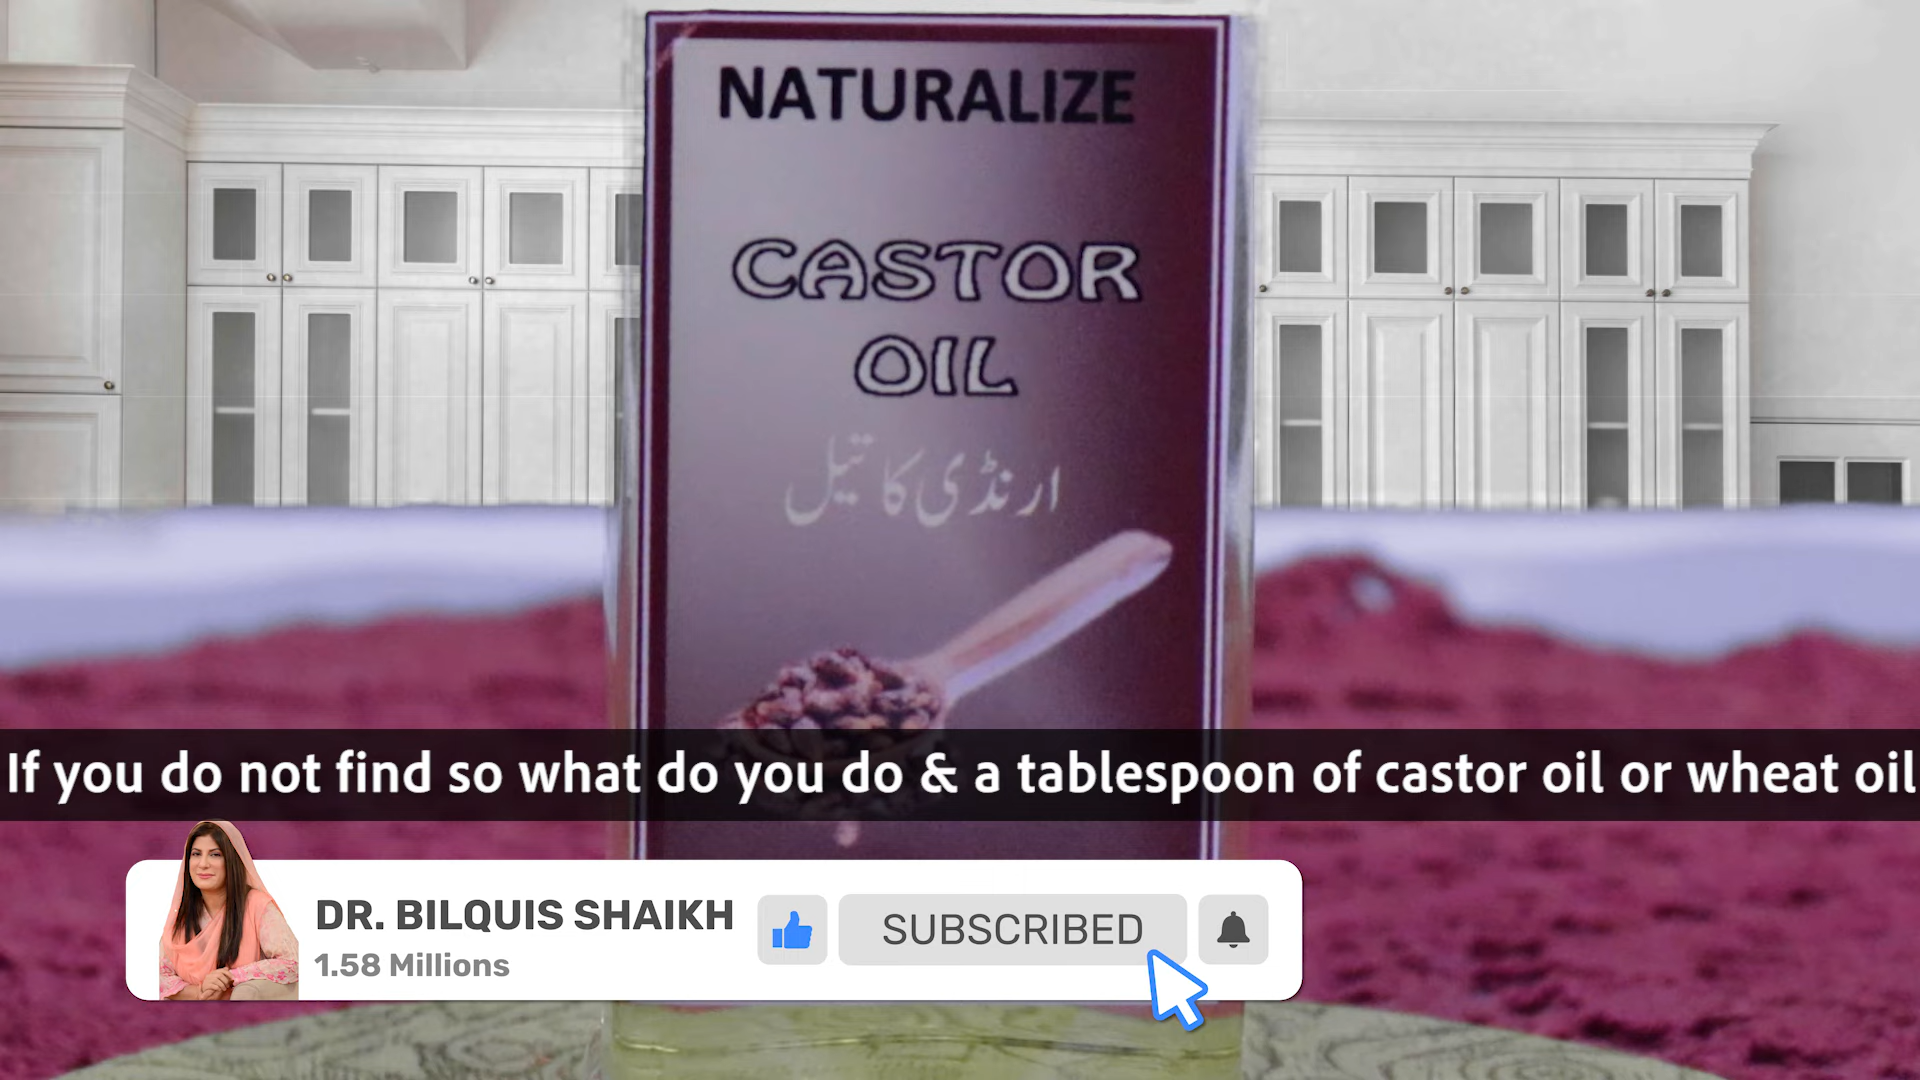 NATURALIZE
CASTOR
OIL
ارنڈی کا تیل
If you do not find so what do you do & a tablespoon of castor oil or wheat oil
DR. BILQUIS SHAIKH
1.58 Millions
SUBSCRIBED